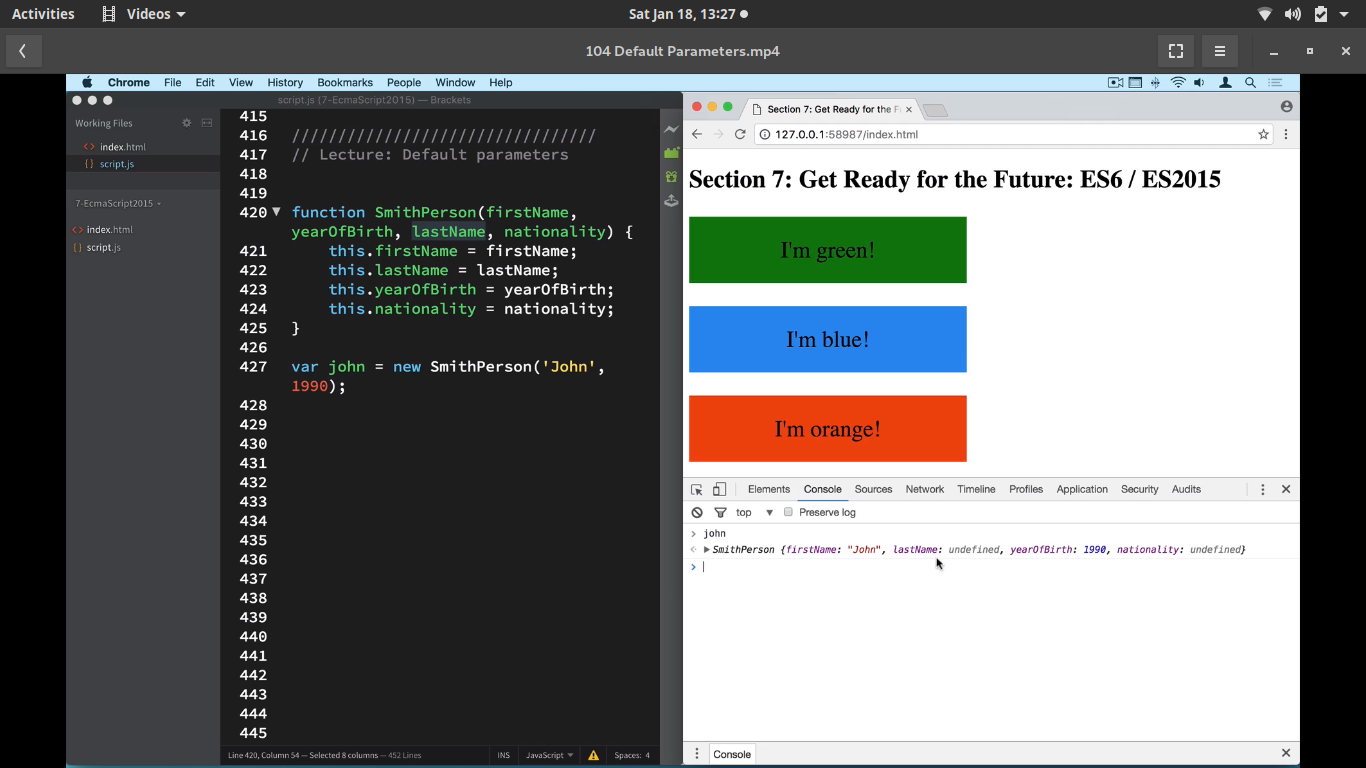 Activities Videos Sat Jan 18, 13:27
104 Default Parameters.mp4
Chrome File Edit View History Bookmarks People Window Help
script.js (7-EcmaScript2015) — Brackets
Working Files
<> index.html
{} script.js
7-EcmaScript2015
<> index.html
{} script.js
415
416 /////////////////////////////////
417 // Lecture: Default parameters
418
419
420 function SmithPerson(firstName,
yearOfBirth, lastName, nationality) {
421 this.firstName = firstName;
422 this.lastName = lastName;
423 this.yearOfBirth = yearOfBirth;
424 this.nationality = nationality;
425 }
426
427 var john = new SmithPerson('John',
1990);
428
429
430
431
432
433
434
435
436
437
438
439
440
441
442
443
444
445
Line 420, Column 54 — Selected 8 columns — 452 Lines INS JavaScript Spaces: 4
Section 7: Get Ready for the F
127.0.0.1:58987/index.html
Section 7: Get Ready for the Future: ES6 / ES2015
I'm green!
I'm blue!
I'm orange!
Elements Console Sources Network Timeline Profiles Application Security Audits
top Preserve log
> john
SmithPerson {firstName: "John", lastName: undefined, yearOfBirth: 1990, nationality: undefined}
>
Console